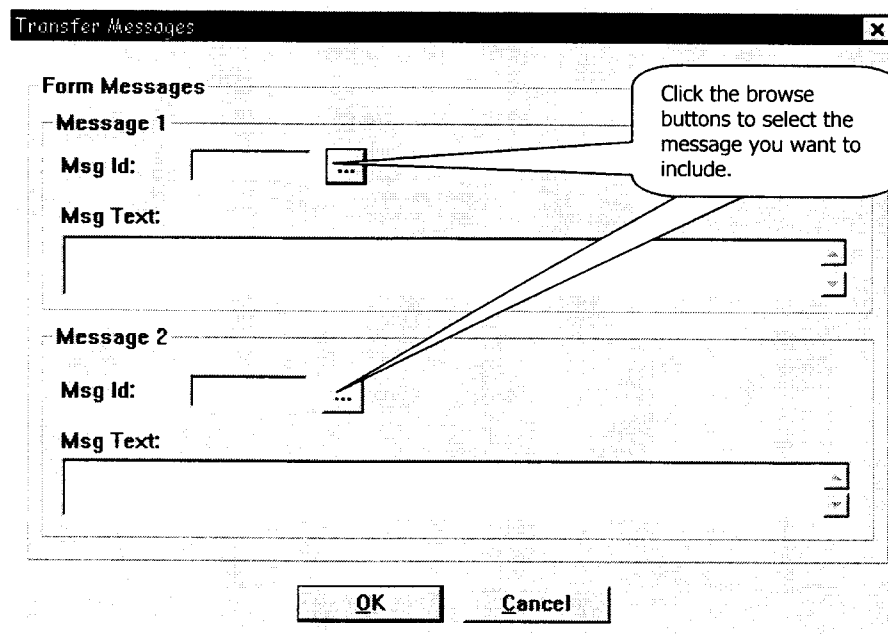 Transfer Messages
Form Messages
Message 1
Msg Id:
...
Click the browse
buttons to select the
message you want to
include.
Msg Text:
Message 2
Msg Id:
...
Msg Text:
OK
Cancel